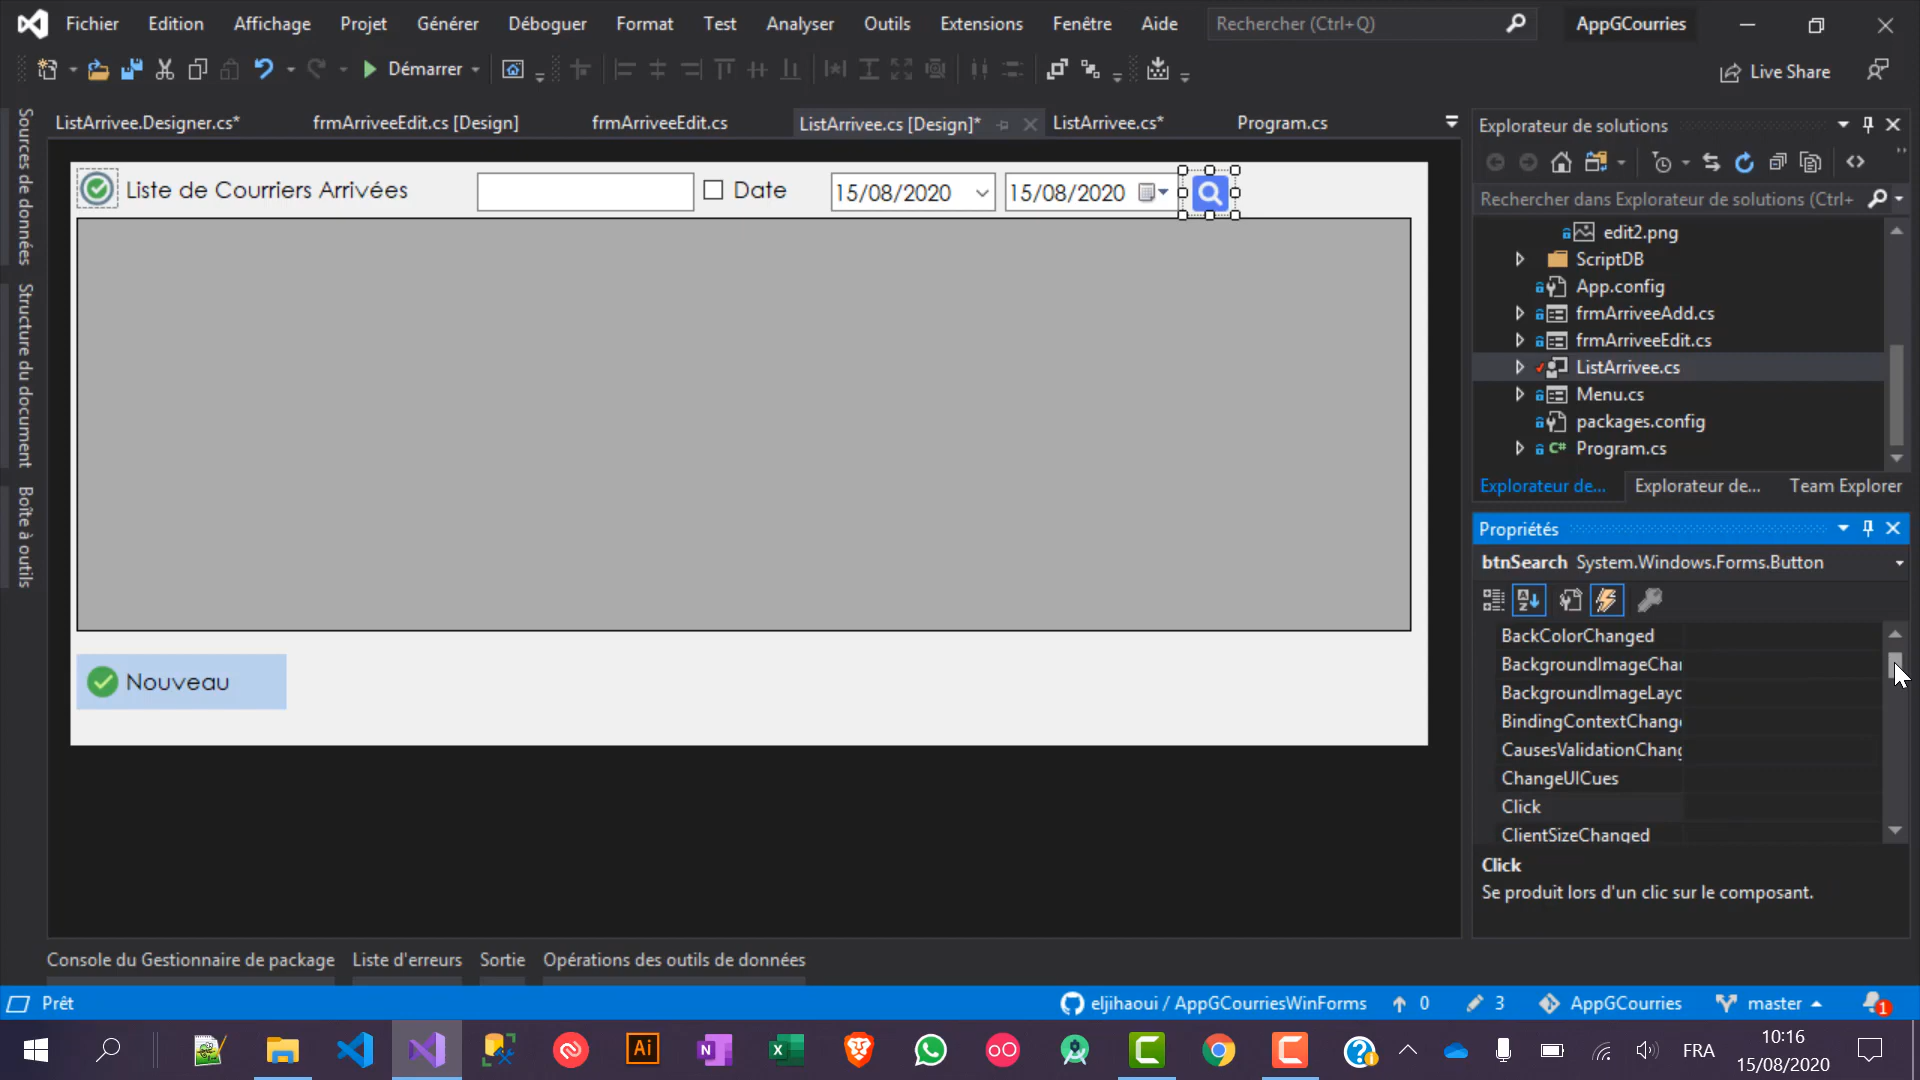 Fichier Edition Affichage Projet Générer Déboguer Format Test Analyser Outils Extensions Fenêtre Aide Rechercher (Ctrl+Q) AppGCourries
Démarrer Live Share
Sources de données
Structure du document
Boîte à outils
ListArrivee.Designer.cs* frmArriveeEdit.cs [Design] frmArriveeEdit.cs ListArrivee.cs [Design]* ListArrivee.cs* Program.cs
Liste de Courriers Arrivées Date 15/08/2020 15/08/2020
Nouveau
Explorateur de solutions
Rechercher dans Explorateur de solutions (Ctrl+
edit2.png
ScriptDB
App.config
frmArriveeAdd.cs
frmArriveeEdit.cs
ListArrivee.cs
Menu.cs
packages.config
C# Program.cs
Explorateur de... Explorateur de... Team Explorer
Propriétés
btnSearch System.Windows.Forms.Button
BackColorChanged
BackgroundImageChan
BackgroundImageLayo
BindingContextChange
CausesValidationChang
ChangeUICues
Click
ClientSizeChanged
Click
Se produit lors d'un clic sur le composant.
Console du Gestionnaire de package Liste d'erreurs Sortie Opérations des outils de données
Prêt eljihaoui / AppGCourriesWinForms 0 3 AppGCourries master 1
Ai N FRA 10:16
15/08/2020